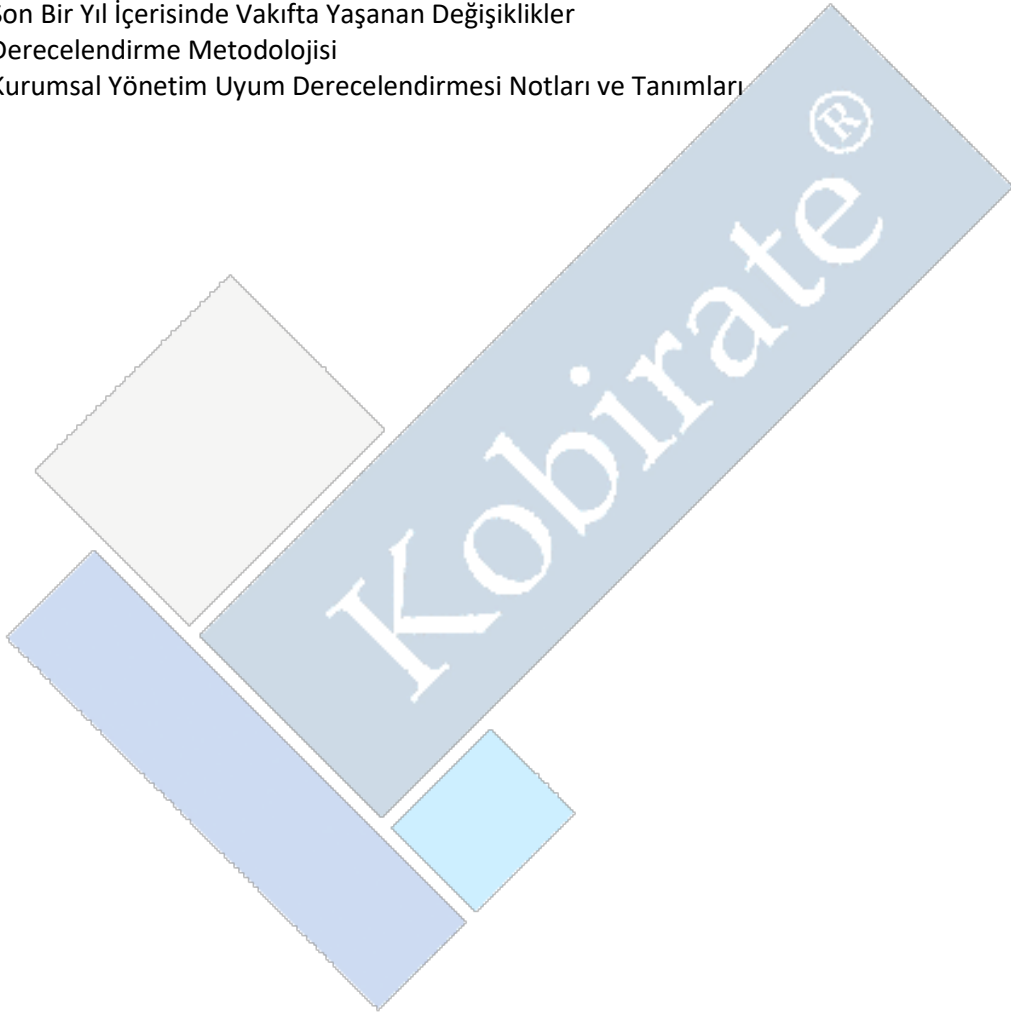 Son Bir Yıl İçerisinde Vakıfta Yaşanan Değişiklikler
Derecelendirme Metodolojisi
Kurumsal Yönetim Uyum Derecelendirmesi Notları ve Tanımları
Kobirate ®